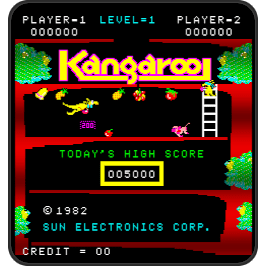 PLAYER=1 LEVEL=1 PLAYER=2
000000 000000
Kangaroo
200
TODAY'S HIGH SCORE
005000
© 1982
SUN ELECTRONICS CORP.
CREDIT = 00